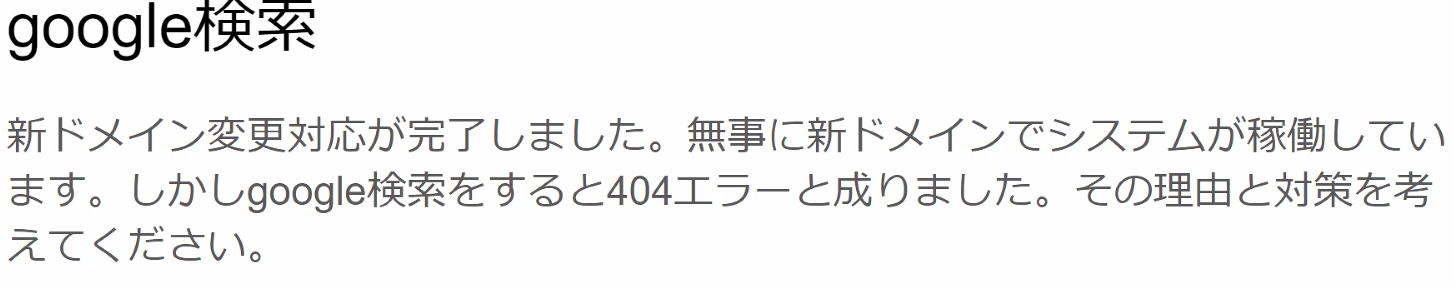 google検索
新ドメイン変更対応が完了しました。無事に新ドメインでシステムが稼働してい
ます。しかしgoogle検索をすると404エラーと成りました。その理由と対策を考
えてください。